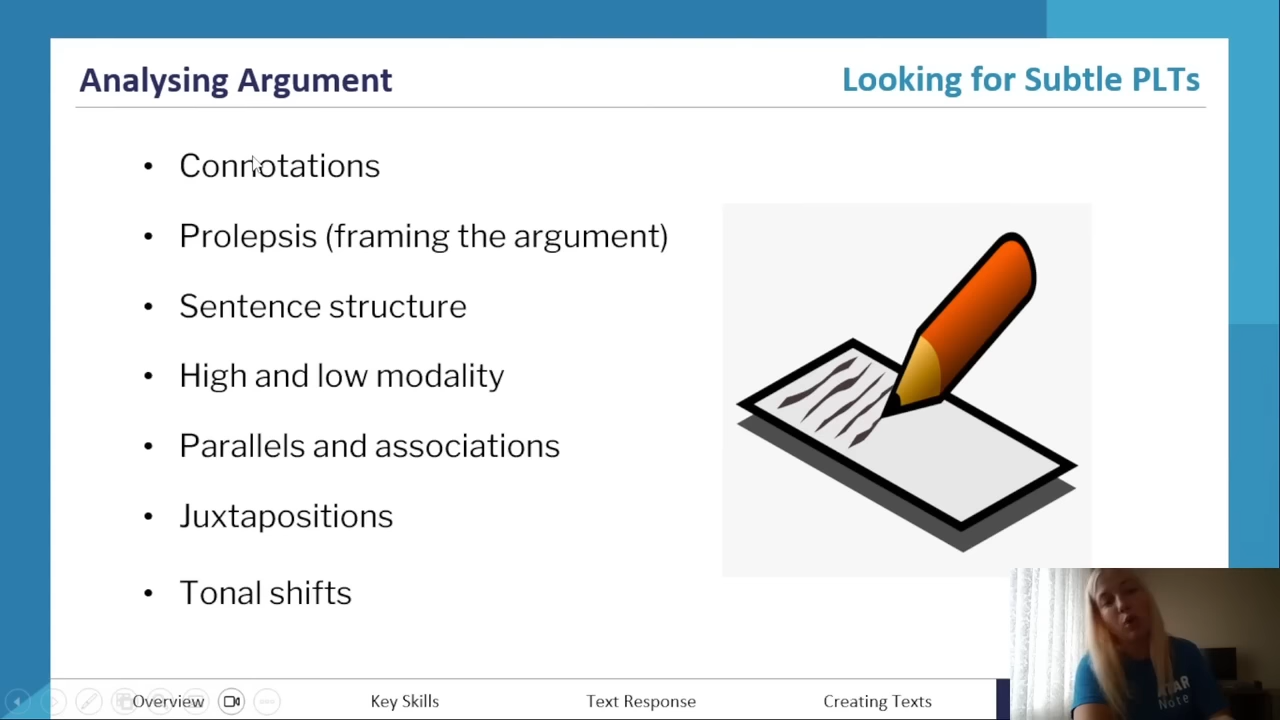 Analysing Argument
Looking for Subtle PLTs
• Connotations
• Prolepsis (framing the argument)
• Sentence structure
• High and low modality
• Parallels and associations
• Juxtapositions
• Tonal shifts
Overview
Key Skills
Text Response
Creating Texts
Note